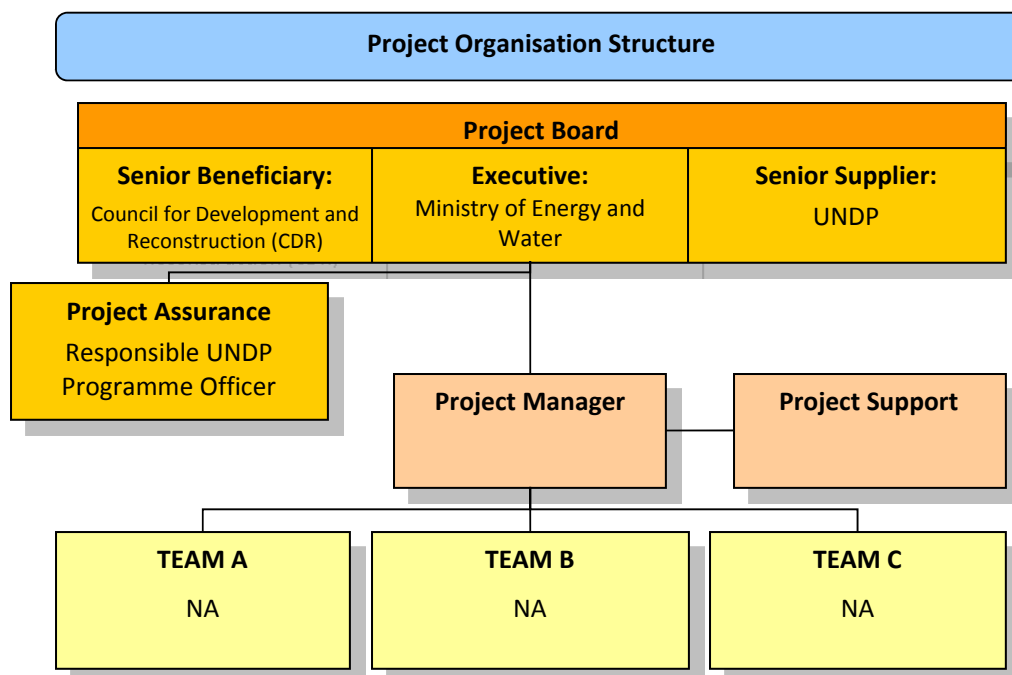 Project Organisation Structure
Project Board
Senior Beneficiary:
Council for Development and
Reconstruction (CDR)
Executive:
Ministry of Energy and
Water
Senior Supplier:
UNDP
Project Assurance
Responsible UNDP
Programme Officer
Project Manager
Project Support
TEAM A
NA
TEAM B
NA
TEAM C
NA